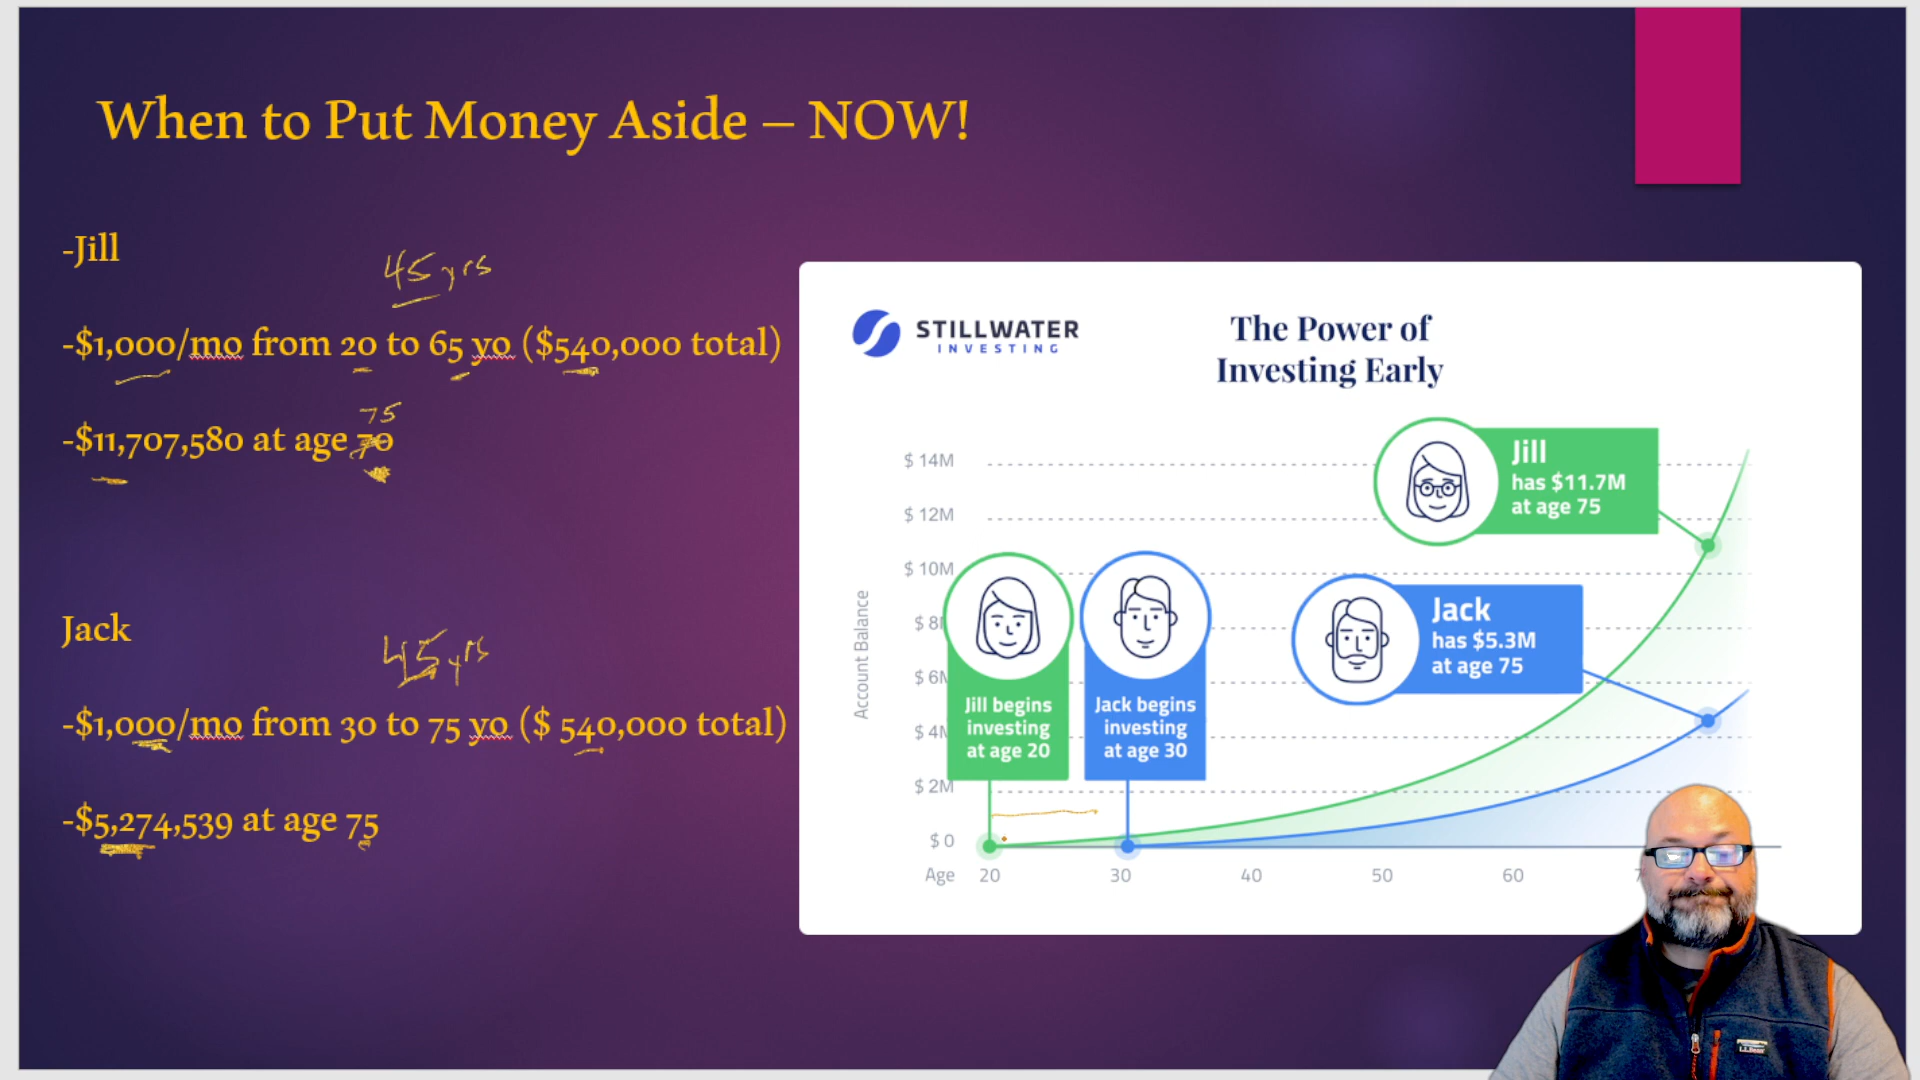 When to Put Money Aside – NOW!
-Jill
45 yrs
-$1,000/mo from 20 to 65 yo ($540,000 total)
75
-$11,707,580 at age 70
Jack
45 yrs
-$1,000/mo from 30 to 75 yo ($ 540,000 total)
-$5,274,539 at age 75
STILLWATER
INVESTING
The Power of
Investing Early
Account Balance
$ 14M
$ 12M
$ 10M
$ 8
$ 6M
$ 4M
$ 2M
$ 0
Age 20 30 40 50 60 7
Jill begins
investing
at age 20
Jack begins
investing
at age 30
Jill
has $11.7M
at age 75
Jack
has $5.3M
at age 75